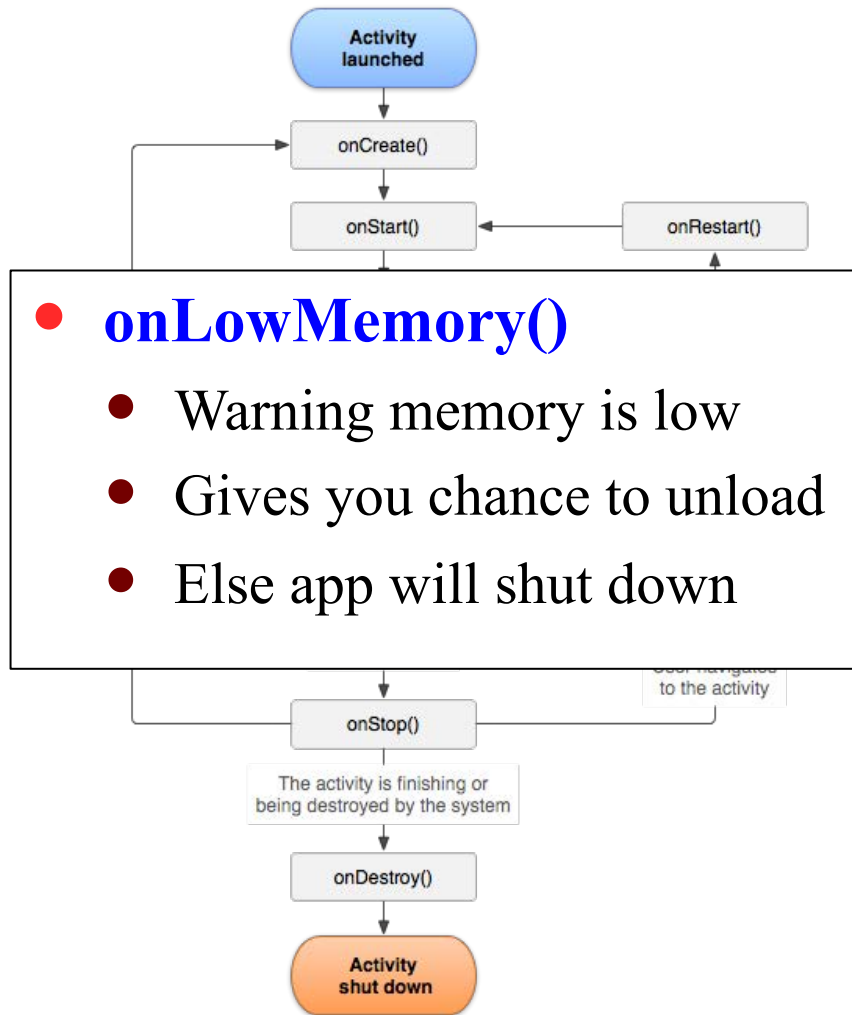 Activity
launched
onCreate()
onStart()
onRestart()
onLowMemory()
Warning memory is low
Gives you chance to unload
Else app will shut down
User navigates
to the activity
onStop()
The activity is finishing or
being destroyed by the system
onDestroy()
Activity
shut down